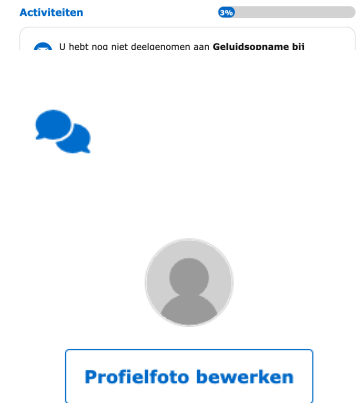 Activiteiten
3%
U hebt nog niet deelgenomen aan Geluidsopname bij
Profielfoto bewerken